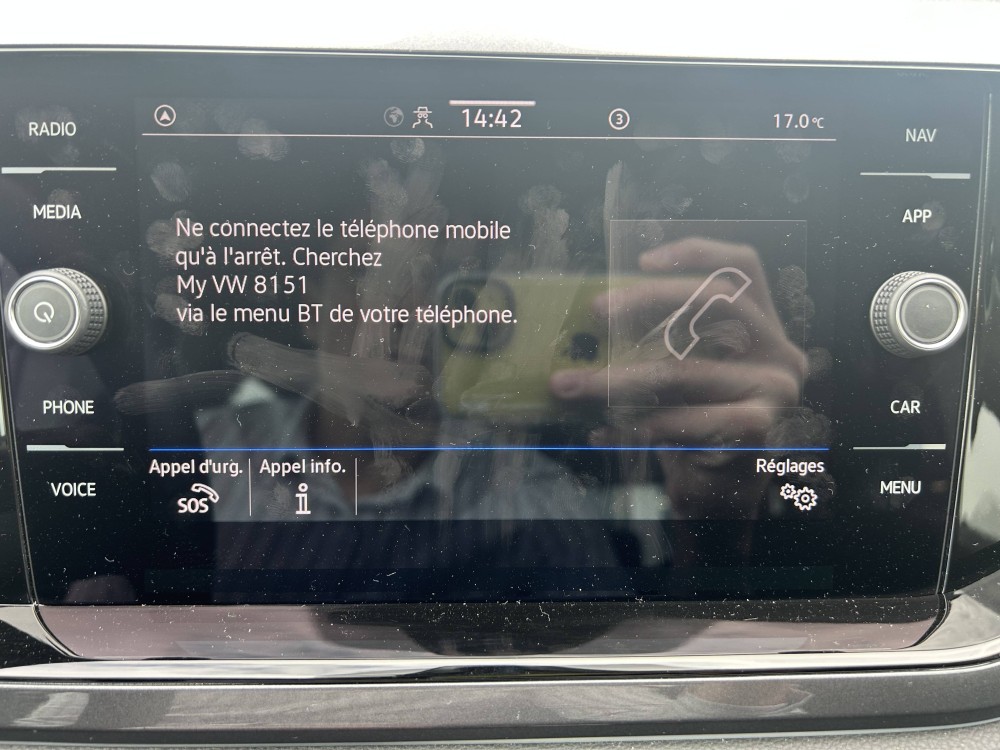 14:42
3
17.0°C
RADIO
NAV
MEDIA
APP
Ne connectez le téléphone mobile
qu'à l'arrêt. Cherchez
My VW 8151
via le menu BT de votre téléphone.
PHONE
CAR
Appel d'urg.
Appel info.
Réglages
VOICE
SOS
i
MENU